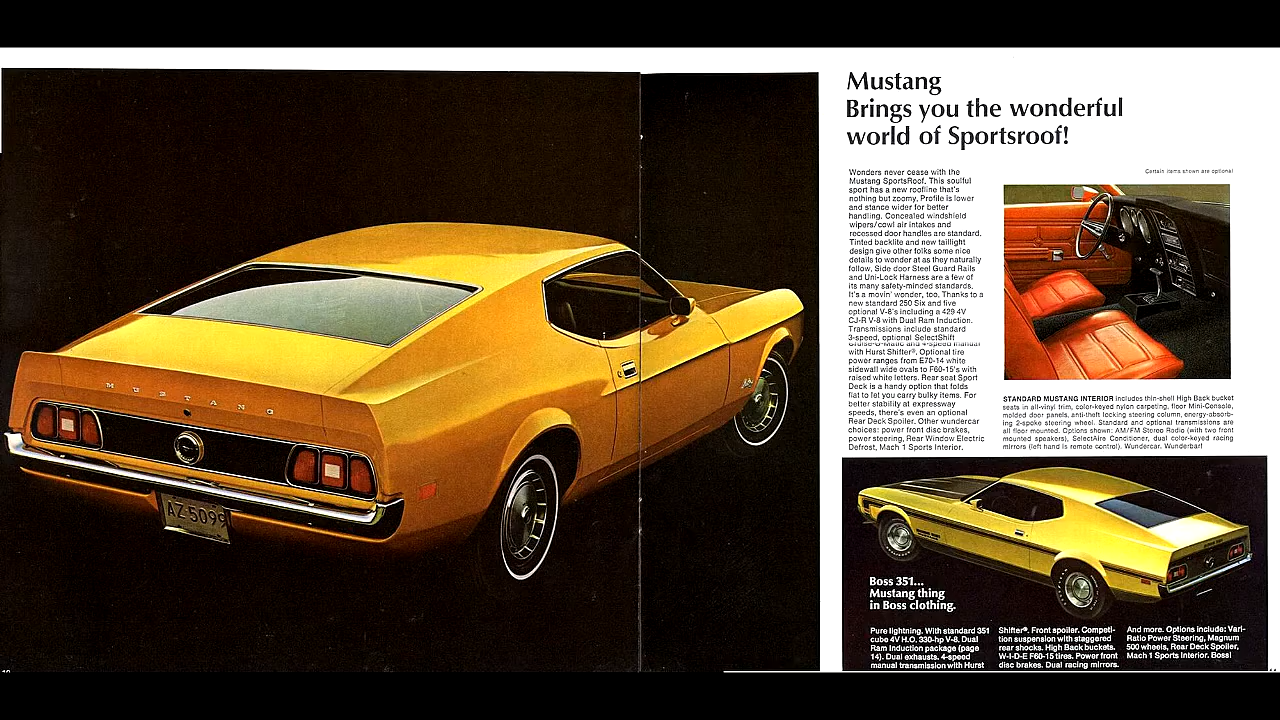 Mustang
Brings you the wonderful
world of Sportsroof!
Wonders never cease with the
Mustang SportsRoof. This soulful
sport has a new roofline that's
nothing but zoomy. Profile is lower
and stance wider for better
handling. Concealed windshield
wipers/cowl air intakes and
recessed door handles are standard.
Tinted backlite and new taillight
design give other folks some nice
details to wonder at as they naturally
follow. Side door Steel Guard Rails
and Uni-Lock Harness are a few of
its many safety-minded standards.
It's a movin' wonder, too. Thanks to a
new standard 250 Six and five
optional V-8's including a 429 4V
CJ-R V-8 with Dual Ram Induction.
Transmissions include standard
3-speed, optional SelectShift
Cruise-O-Matic and 4-speed manual
with Hurst Shifter®. Optional tire
power ranges from E70-14 white
sidewall wide ovals to F60-15's with
raised white letters. Rear seat Sport
Deck is a handy option that folds
flat to let you carry bulky items. For
better stability at expressway
speeds, there's even an optional
Rear Deck Spoiler. Other wundercar
choices: power front disc brakes,
power steering, Rear Window Electric
Defrost, Mach 1 Sports Interior.
Certain items shown are optional
STANDARD MUSTANG INTERIOR includes thin-shell High Back bucket
seats in all-vinyl trim, color-keyed nylon carpeting, floor Mini-Console,
molded door panels, anti-theft locking steering column, energy-absorb-
ing 2-spoke steering wheel. Standard and optional transmissions are
all floor mounted. Options shown: AM/FM Stereo Radio (with two front
mounted speakers), SelectAire Conditioner, dual color-keyed racing
mirrors (left hand is remote control). Wundercar. Wunderbar!
MUSTANG
AZ-5099
Boss 351...
Mustang thing
in Boss clothing.
Pure lightning. With standard 351
cube 4V H.O. 330-hp V-8. Dual
Ram Induction package (page
14). Dual exhausts. 4-speed
manual transmission with Hurst
Shifter®. Front spoiler. Competi-
tion suspension with staggered
rear shocks. High Back buckets.
W-I-D-E F60-15 tires. Power front
disc brakes. Dual racing mirrors.
And more. Options include: Vari-
Ratio Power Steering, Magnum
500 wheels, Rear Deck Spoiler,
Mach 1 Sports Interior. Boss!